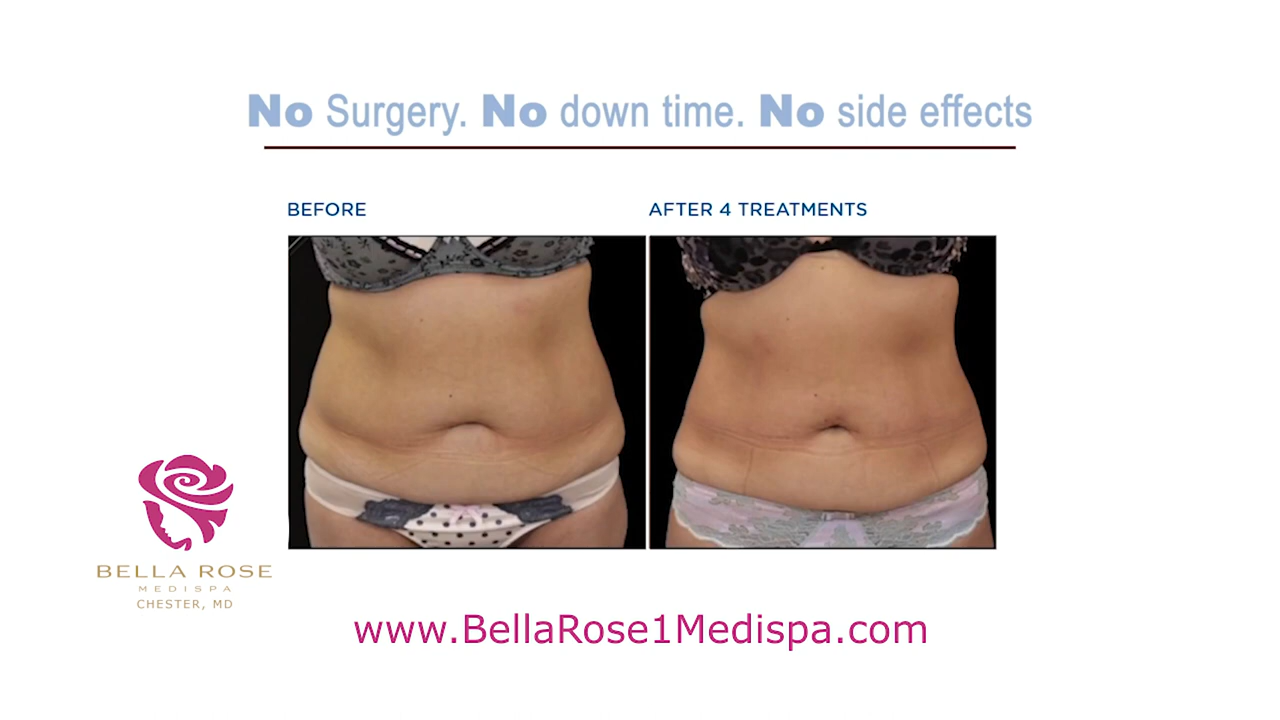 No Surgery. No down time. No side effects
BEFORE
AFTER 4 TREATMENTS
BELLA ROSE
MEDISPA
CHESTER, MD
www.BellaRose1Medispa.com